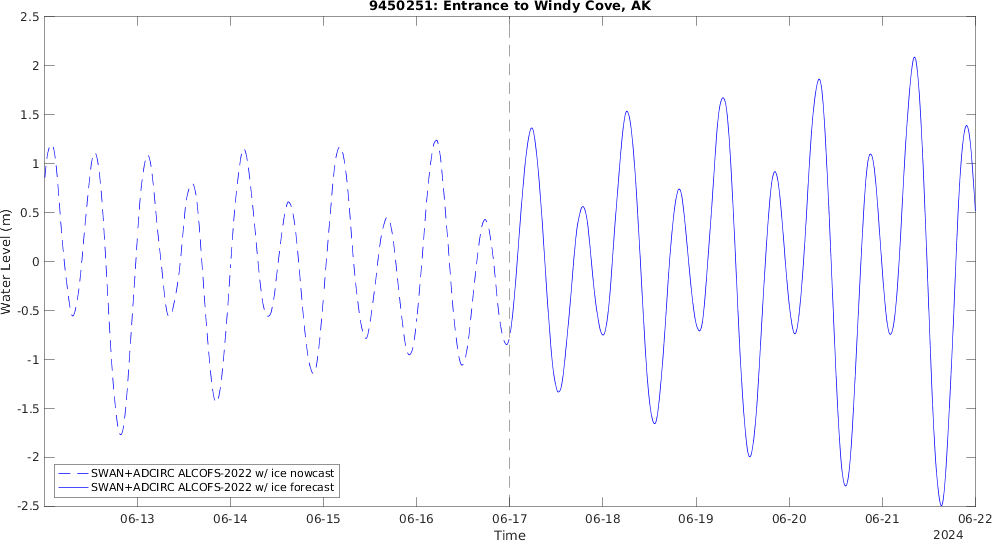 9450251: Entrance to Windy Cove, AK
2.5
2
1.5
1
0.5
0
-0.5
-1
-1.5
-2
-2.5
Water Level (m)
SWAN+ADCIRC ALCOFS-2022 w/ ice nowcast
SWAN+ADCIRC ALCOFS-2022 w/ ice forecast
06-13 06-14 06-15 06-16 06-17 06-18 06-19 06-20 06-21 06-22
Time
2024